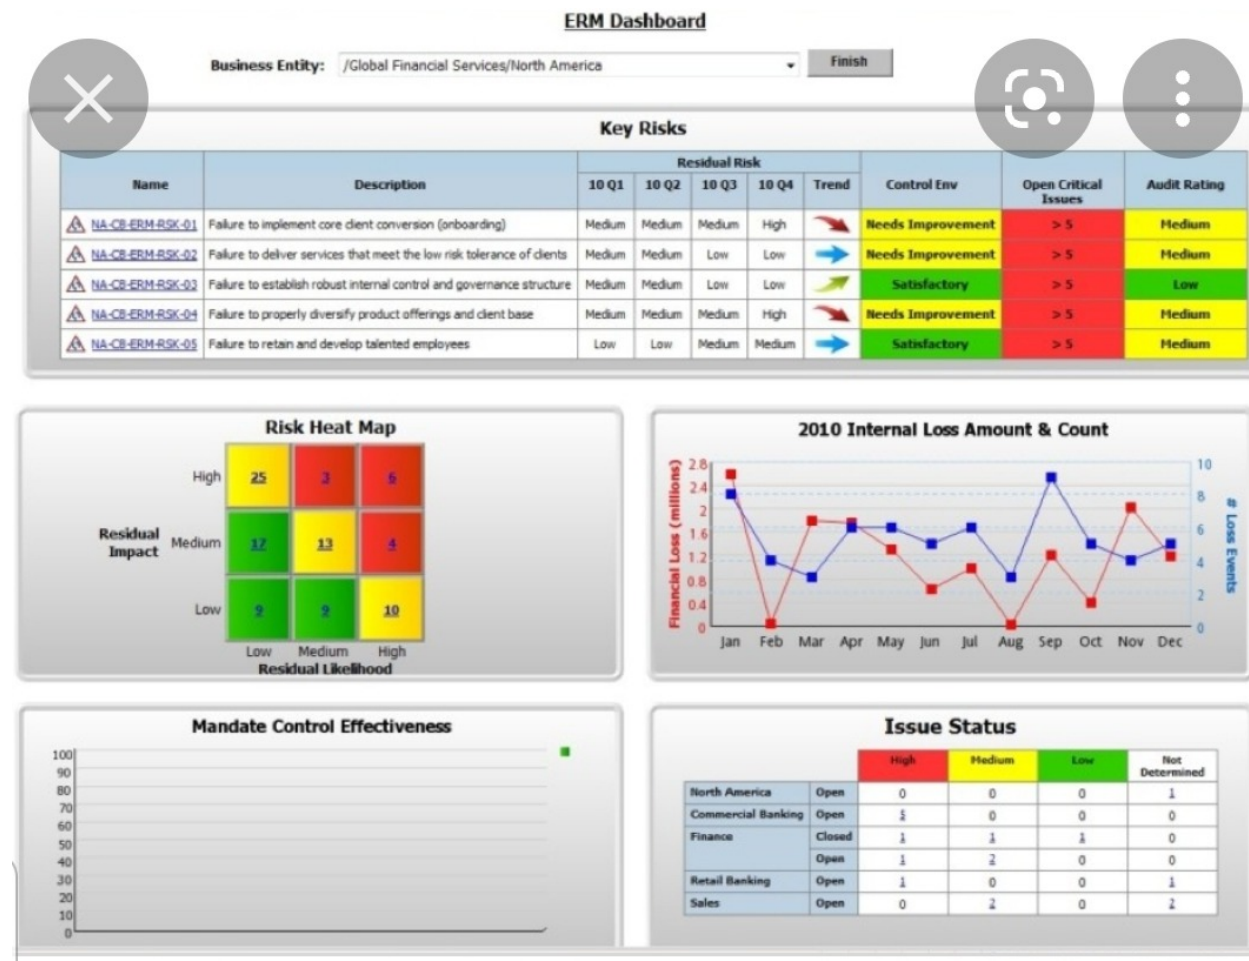 ERM Dashboard
Business Entity: /Global Financial Services/North America Finish
Key Risks
Residual Risk
Name Description 10 Q1 10 Q2 10 Q3 10 Q4 Trend Control Env Open Critical Issues Audit Rating
NA-CB-ERM-RSK-01 Failure to implement core client conversion (onboarding) Medium Medium Medium High Needs Improvement > 5 Medium
NA-CB-ERM-RSK-02 Failure to deliver services that meet the low risk tolerance of clients Medium Medium Low Low Needs Improvement > 5 Medium
NA-CB-ERM-RSK-03 Failure to establish robust internal control and governance structure Medium Medium Low Low Satisfactory > 5 Low
NA-CB-ERM-RSK-04 Failure to properly diversify product offerings and client base Medium Medium Medium High Needs Improvement > 5 Medium
NA-CB-ERM-RSK-05 Failure to retain and develop talented employees Low Low Medium Medium Satisfactory > 5 Medium
Risk Heat Map
High 25 3 6
Residual Impact
Medium 17 13 4
Low 9 9 10
Low Medium High
Residual Likelihood
2010 Internal Loss Amount & Count
Financial Loss (millions)
2.8
2.4
2
1.6
1.2
0.8
0.4
0
10
8
6
4
2
0
# Loss Events
Jan Feb Mar Apr May Jun Jul Aug Sep Oct Nov Dec
Mandate Control Effectiveness
100
90
80
70
60
50
40
30
20
10
0
Issue Status
High Medium Low Not Determined
North America Open 0 0 0 1
Commercial Banking Open 5 0 0 0
Finance Closed 1 1 1 0
Open 1 2 0 0
Retail Banking Open 1 0 0 1
Sales Open 0 2 0 2